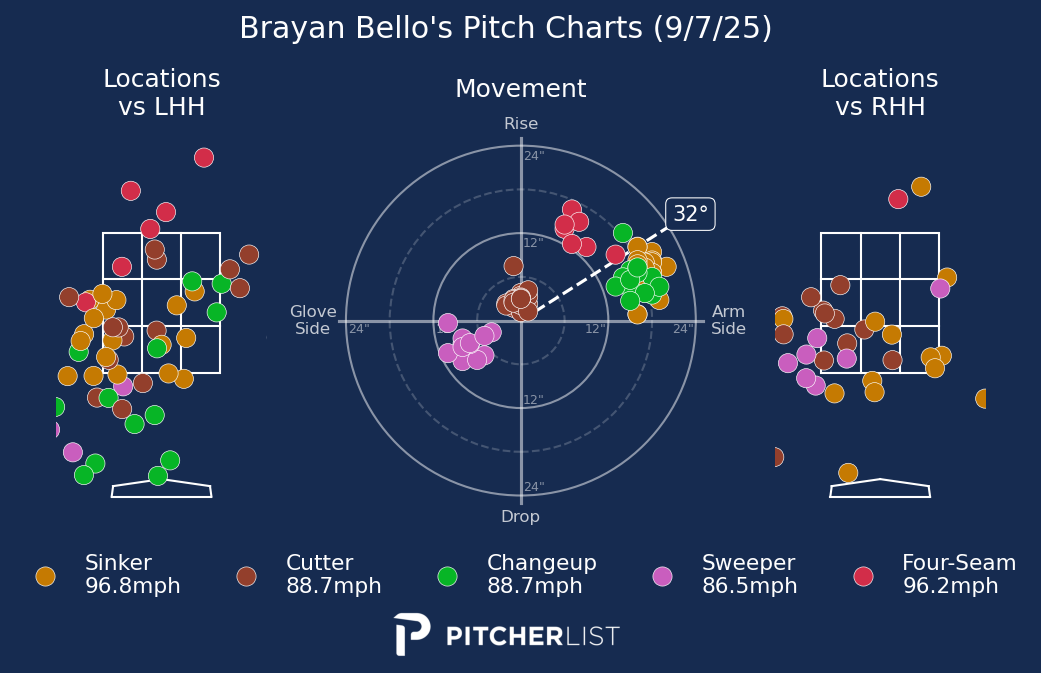 Brayan Bello's Pitch Charts (9/7/25)
Locations
vs LHH
Movement
Locations
vs RHH
Rise
24"
12"
32°
Glove
Side
24"
12"
24"
Arm
Side
12"
24"
Drop
Sinker
96.8mph
Cutter
88.7mph
Changeup
88.7mph
Sweeper
86.5mph
Four-Seam
96.2mph
PITCHERLIST